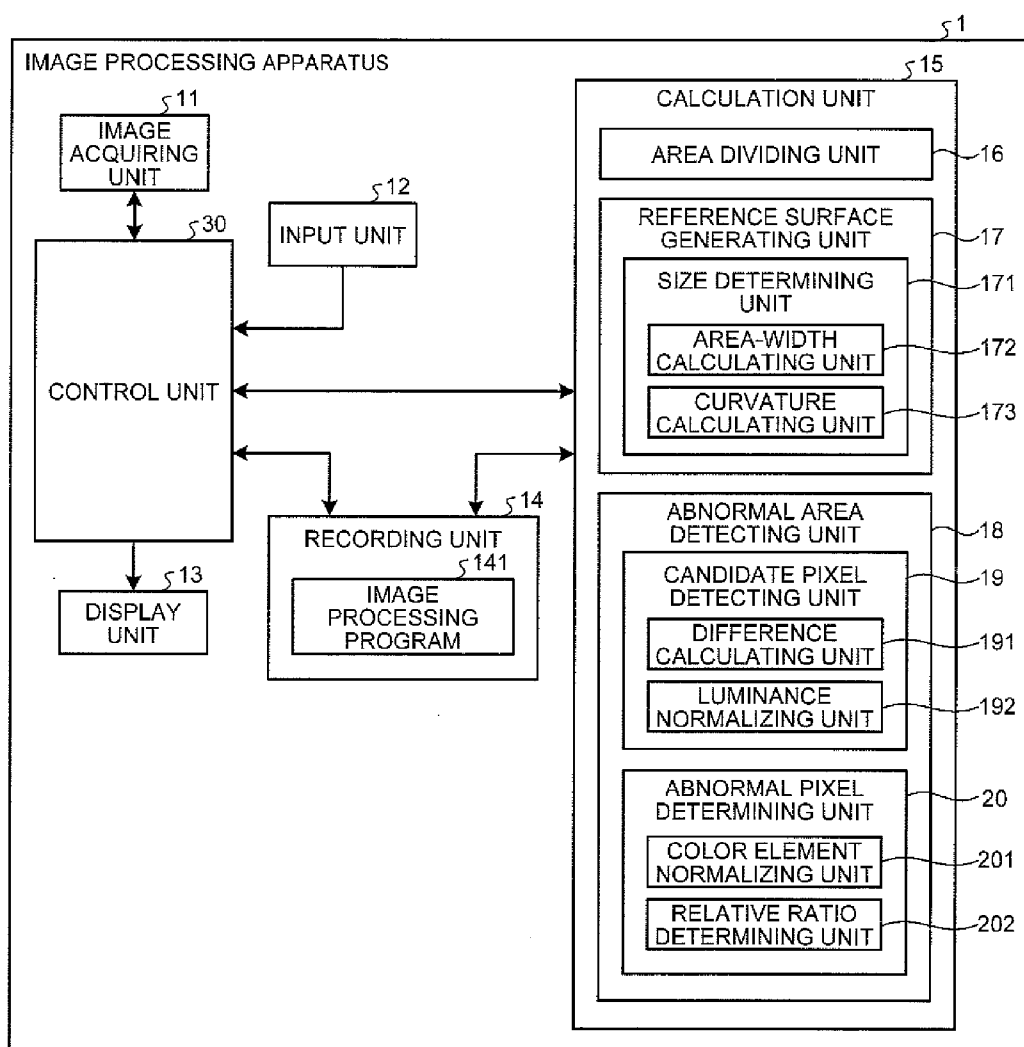 1
IMAGE PROCESSING APPARATUS
11
IMAGE
ACQUIRING
UNIT
12
INPUT UNIT
30
CONTROL UNIT
13
DISPLAY
UNIT
14
RECORDING UNIT
141
IMAGE
PROCESSING
PROGRAM
15
CALCULATION UNIT
AREA DIVIDING UNIT
16
REFERENCE SURFACE
GENERATING UNIT
17
SIZE DETERMINING
UNIT
171
AREA-WIDTH
CALCULATING UNIT
172
CURVATURE
CALCULATING UNIT
173
ABNORMAL AREA
DETECTING UNIT
18
CANDIDATE PIXEL
DETECTING UNIT
19
DIFFERENCE
CALCULATING UNIT
191
LUMINANCE
NORMALIZING UNIT
192
ABNORMAL PIXEL
DETERMINING UNIT
20
COLOR ELEMENT
NORMALIZING UNIT
201
RELATIVE RATIO
DETERMINING UNIT
202